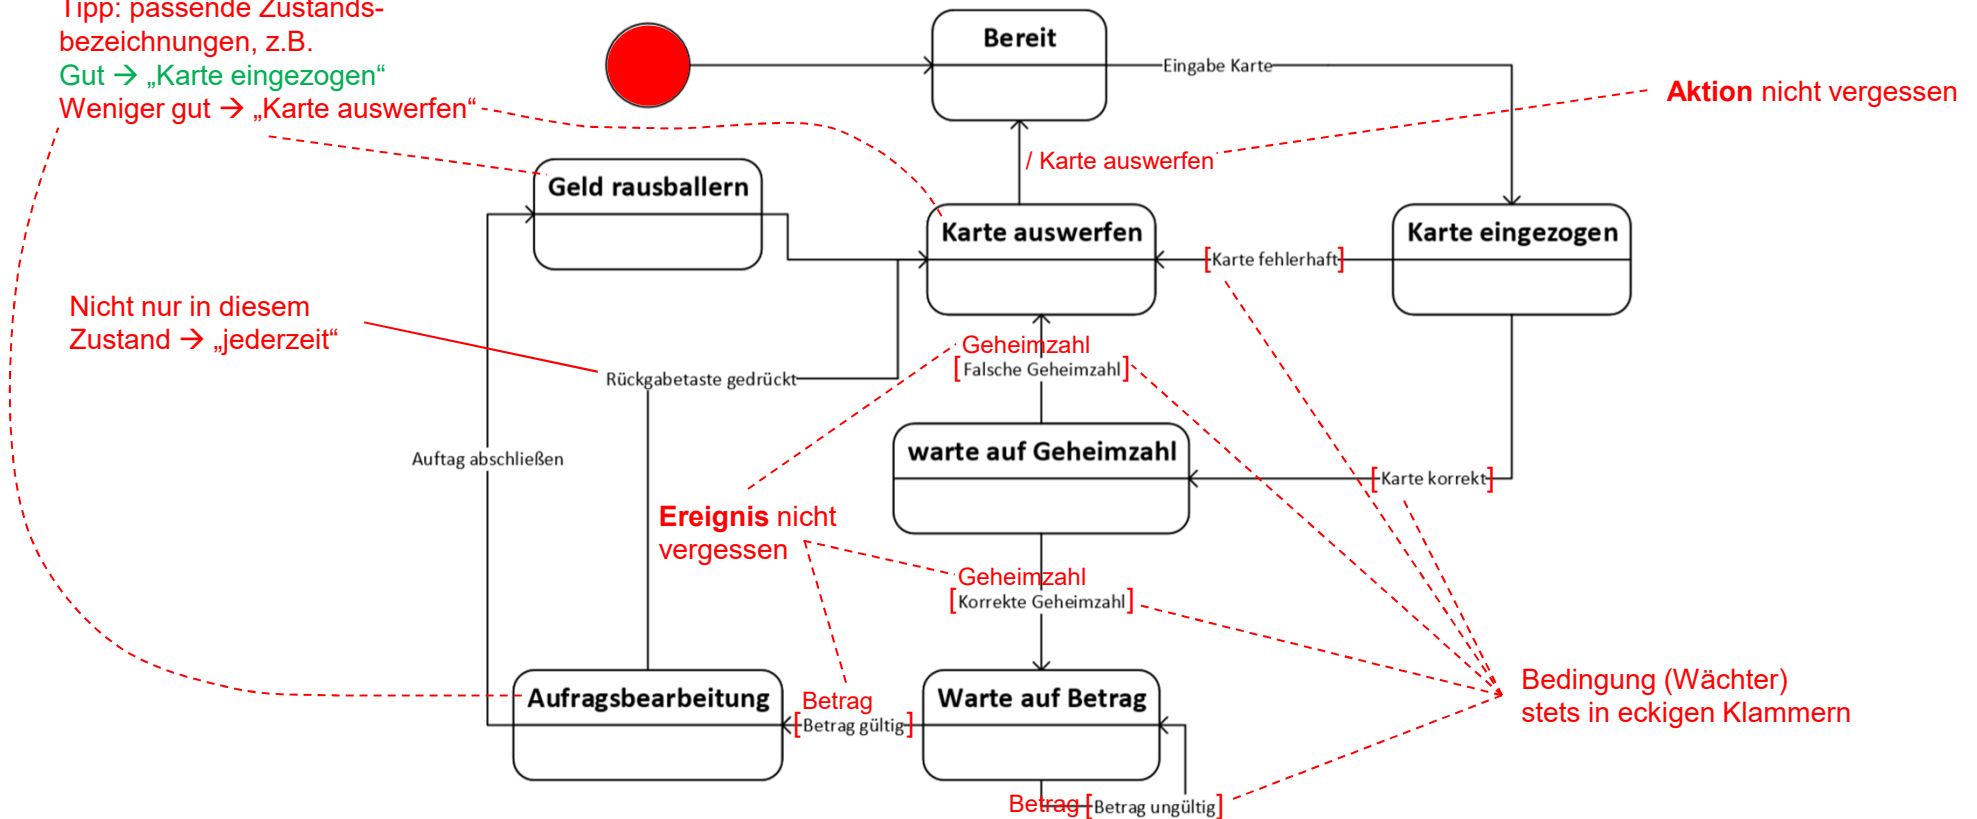 Tipp: passende Zustands-
bezeichnungen, z.B.
Gut → „Karte eingezogen“
Weniger gut → „Karte auswerfen“
Bereit
Eingabe Karte
Aktion nicht vergessen
/ Karte auswerfen
Geld rausballern
Karte auswerfen
Karte eingezogen
[Karte fehlerhaft]
Nicht nur in diesem
Zustand → „jederzeit“
Geheimzahl
[Falsche Geheimzahl]
Rückgabetaste gedrückt
Auftag abschließen
warte auf Geheimzahl
[Karte korrekt]
Ereignis nicht
vergessen
Geheimzahl
[Korrekte Geheimzahl]
Aufragsbearbeitung
Betrag
[Betrag gültig]
Warte auf Betrag
Bedingung (Wächter)
stets in eckigen Klammern
Betrag [Betrag ungültig]